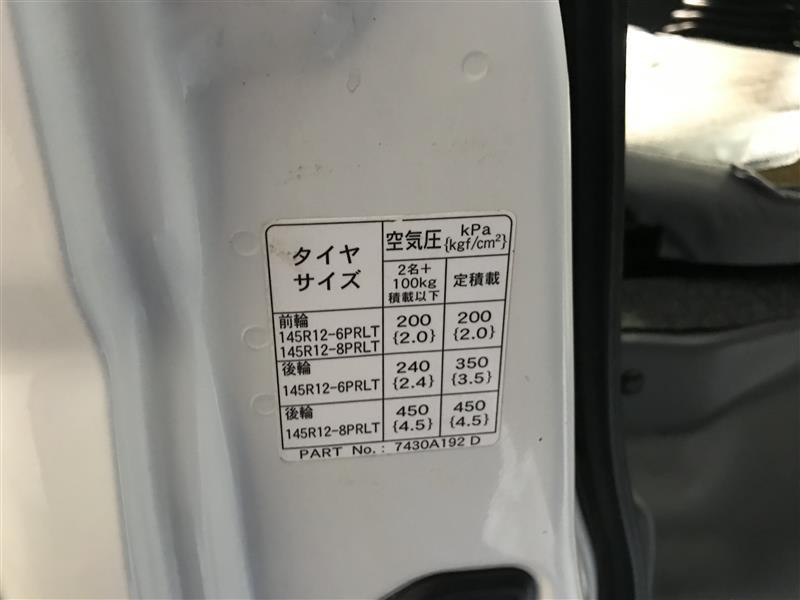 タイヤ
サイズ
空気圧 kPa
{kgf/cm²}
2名+
100kg
積載以下
定積載
前輪
145R12-6PRLT
145R12-8PRLT
200
{2.0}
200
{2.0}
後輪
145R12-6PRLT
240
{2.4}
350
{3.5}
後輪
145R12-8PRLT
450
{4.5}
450
{4.5}
PART No.: 7430A192 D